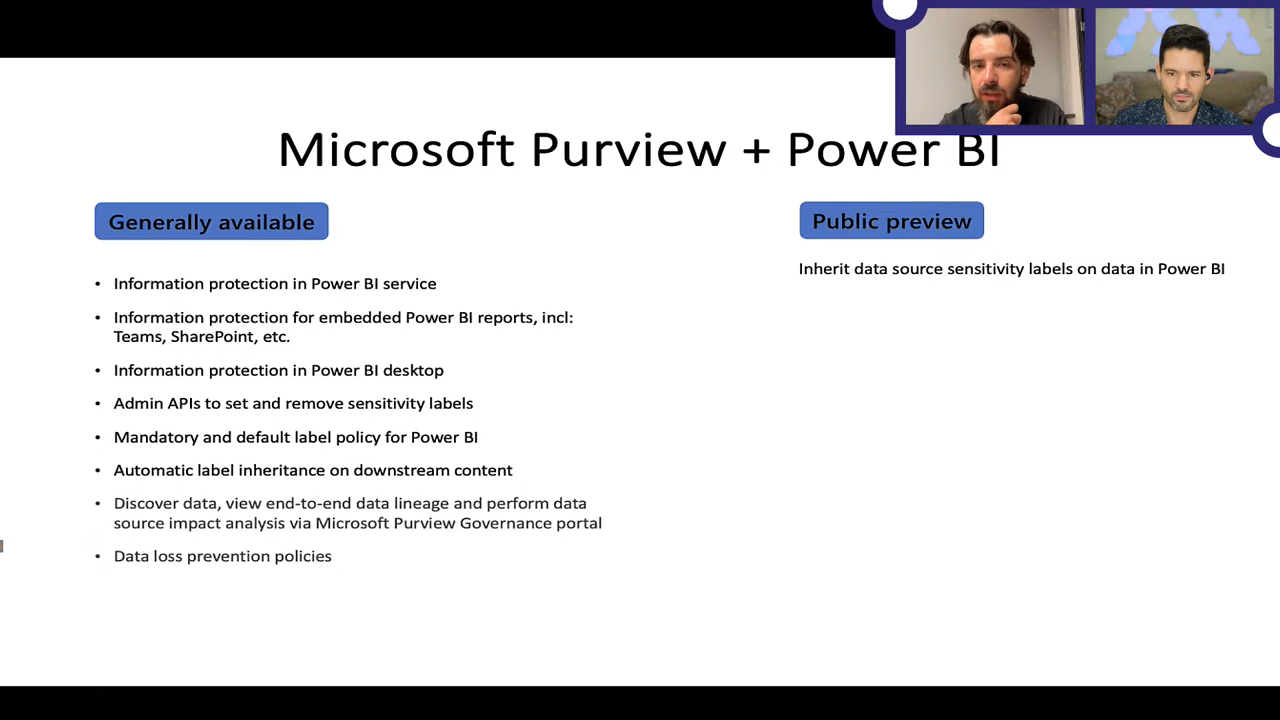 Microsoft Purview + Power BI
Generally available
• Information protection in Power BI service
• Information protection for embedded Power BI reports, incl:
Teams, SharePoint, etc.
• Information protection in Power BI desktop
• Admin APIs to set and remove sensitivity labels
• Mandatory and default label policy for Power BI
• Automatic label inheritance on downstream content
• Discover data, view end-to-end data lineage and perform data
source impact analysis via Microsoft Purview Governance portal
• Data loss prevention policies
Public preview
Inherit data source sensitivity labels on data in Power BI